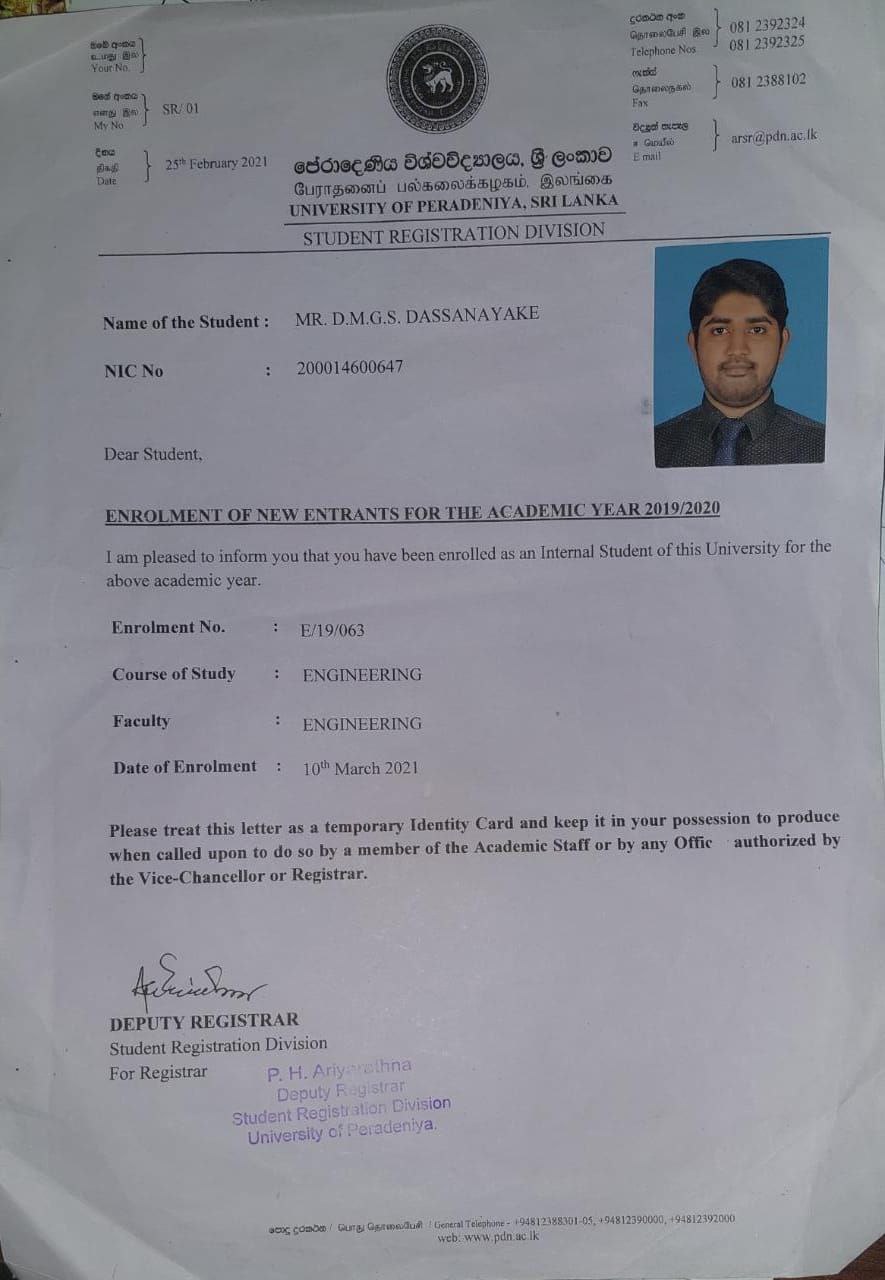 ඔබේ අංකය
உமது இல
Your No.
මගේ අංකය
எனது இல
My No
SR/ 01
දිනය
திகதி
Date
25th February 2021
දුරකථන අංක
தொலைபேசி இல
Telephone Nos
081 2392324
081 2392325
ෆැක්ස්
தொலைநகல்
Fax
081 2388102
විද්‍යුත් තැපෑල
E mail
arsr@pdn.ac.lk
පේරාදෙණිය විශ්වවිද්‍යාලය, ශ්‍රී ලංකාව
பேராதனைப் பல்கலைக்கழகம், இலங்கை
UNIVERSITY OF PERADENIYA, SRI LANKA
STUDENT REGISTRATION DIVISION
Name of the Student : MR. D.M.G.S. DASSANAYAKE
NIC No : 200014600647
Dear Student,
ENROLMENT OF NEW ENTRANTS FOR THE ACADEMIC YEAR 2019/2020
I am pleased to inform you that you have been enrolled as an Internal Student of this University for the
above academic year.
Enrolment No. : E/19/063
Course of Study : ENGINEERING
Faculty : ENGINEERING
Date of Enrolment : 10th March 2021
Please treat this letter as a temporary Identity Card and keep it in your possession to produce
when called upon to do so by a member of the Academic Staff or by any Offic authorized by
the Vice-Chancellor or Registrar.
DEPUTY REGISTRAR
Student Registration Division
For Registrar
P. H. Ariyarathna
Deputy Registrar
Student Registration Division
University of Peradeniya.
පොදු දුරකථන / பொது தொலைபேசி / General Telephone - +94812388301-05, +94812390000, +94812392000
web: www.pdn.ac.lk